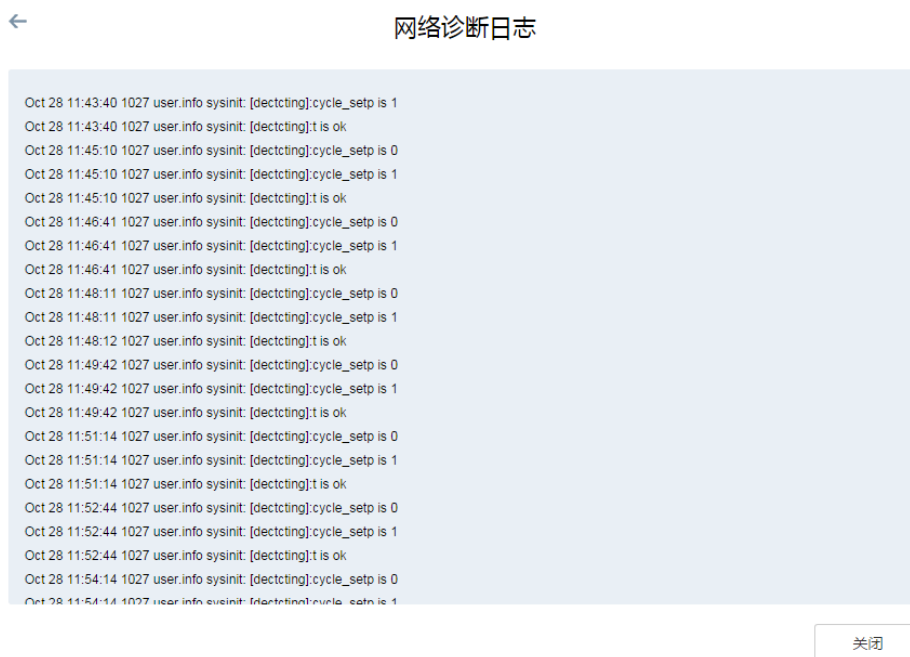 网络诊断日志
Oct 28 11:43:40 1027 user.info sysinit: [dectcting]:cycle_setp is 1
Oct 28 11:43:40 1027 user.info sysinit: [dectcting]:t is ok
Oct 28 11:45:10 1027 user.info sysinit: [dectcting]:cycle_setp is 0
Oct 28 11:45:10 1027 user.info sysinit: [dectcting]:cycle_setp is 1
Oct 28 11:45:10 1027 user.info sysinit: [dectcting]:t is ok
Oct 28 11:46:41 1027 user.info sysinit: [dectcting]:cycle_setp is 0
Oct 28 11:46:41 1027 user.info sysinit: [dectcting]:cycle_setp is 1
Oct 28 11:46:41 1027 user.info sysinit: [dectcting]:t is ok
Oct 28 11:48:11 1027 user.info sysinit: [dectcting]:cycle_setp is 0
Oct 28 11:48:11 1027 user.info sysinit: [dectcting]:cycle_setp is 1
Oct 28 11:48:12 1027 user.info sysinit: [dectcting]:t is ok
Oct 28 11:49:42 1027 user.info sysinit: [dectcting]:cycle_setp is 0
Oct 28 11:49:42 1027 user.info sysinit: [dectcting]:cycle_setp is 1
Oct 28 11:49:42 1027 user.info sysinit: [dectcting]:t is ok
Oct 28 11:51:14 1027 user.info sysinit: [dectcting]:cycle_setp is 0
Oct 28 11:51:14 1027 user.info sysinit: [dectcting]:cycle_setp is 1
Oct 28 11:51:14 1027 user.info sysinit: [dectcting]:t is ok
Oct 28 11:52:44 1027 user.info sysinit: [dectcting]:cycle_setp is 0
Oct 28 11:52:44 1027 user.info sysinit: [dectcting]:cycle_setp is 1
Oct 28 11:52:44 1027 user.info sysinit: [dectcting]:t is ok
Oct 28 11:54:14 1027 user.info sysinit: [dectcting]:cycle_setp is 0
Oct 28 11:54:14 1027 user.info sysinit: [dectcting]:cycle_setp is 1
关闭